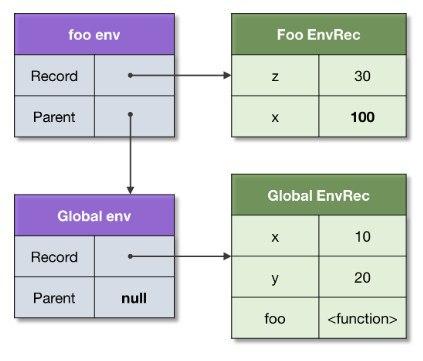 foo env
Record
Parent
Foo EnvRec
z 30
x 100
Global env
Record
Parent null
Global EnvRec
x 10
y 20
foo <function>